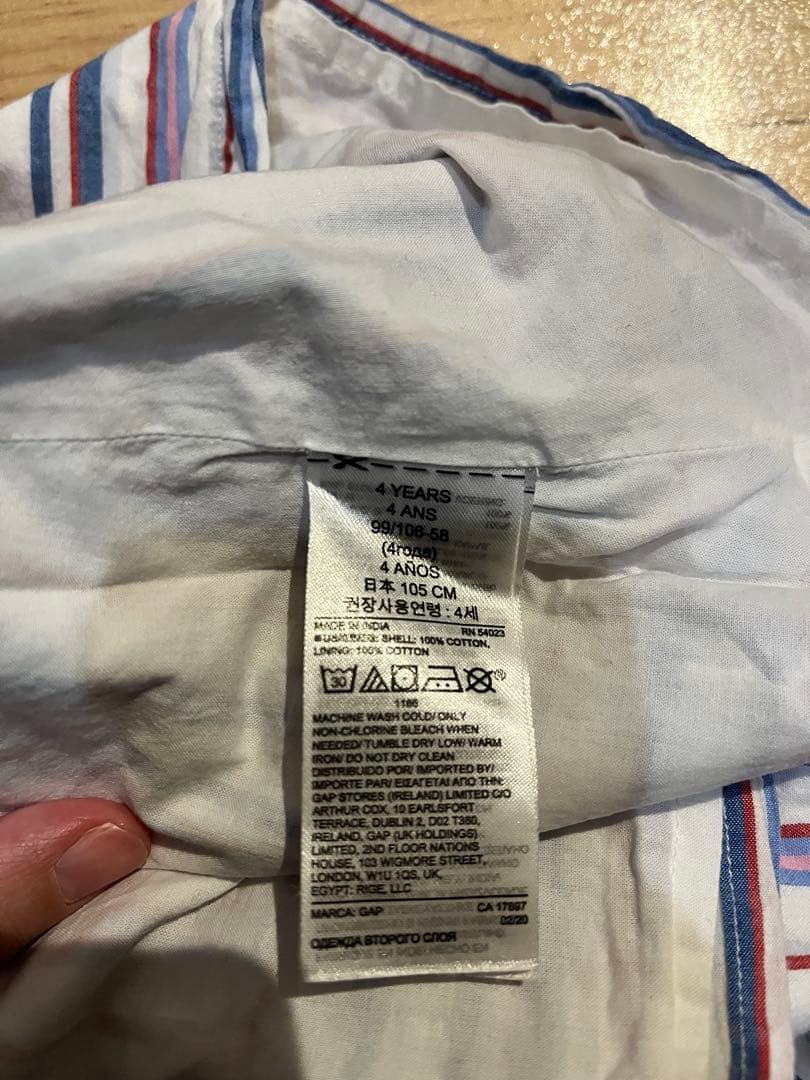 4 YEARS
4 ANS
99/106-58
(4года)
4 AÑOS
日本 105 CM
권장사용연령 : 4세
MADE IN INDIA RN 54023
SHELL: 100% COTTON,
LINING: 100% COTTON
30
1186
MACHINE WASH COLD/ ONLY
NON-CHLORINE BLEACH WHEN
NEEDED/ TUMBLE DRY LOW/ WARM
IRON/ DO NOT DRY CLEAN
DISTRIBUIDO POR/ IMPORTED BY/
IMPORTE PAR/ ΕΙΣΑΓΕΤΑΙ ΑΠΟ ΤΗΝ:
GAP STORES (IRELAND) LIMITED C/O
ARTHUR COX, 10 EARLSFORT
TERRACE, DUBLIN 2, D02 T380,
IRELAND, GAP (UK HOLDINGS)
LIMITED, 2ND FLOOR NATIONS
HOUSE, 103 WIGMORE STREET,
LONDON, W1U 1QS, UK,
EGYPT: RIGE, LLC
MARCA: GAP CA 17897
02/20
ОДЕЖДА ВТОРОГО СЛОЯ